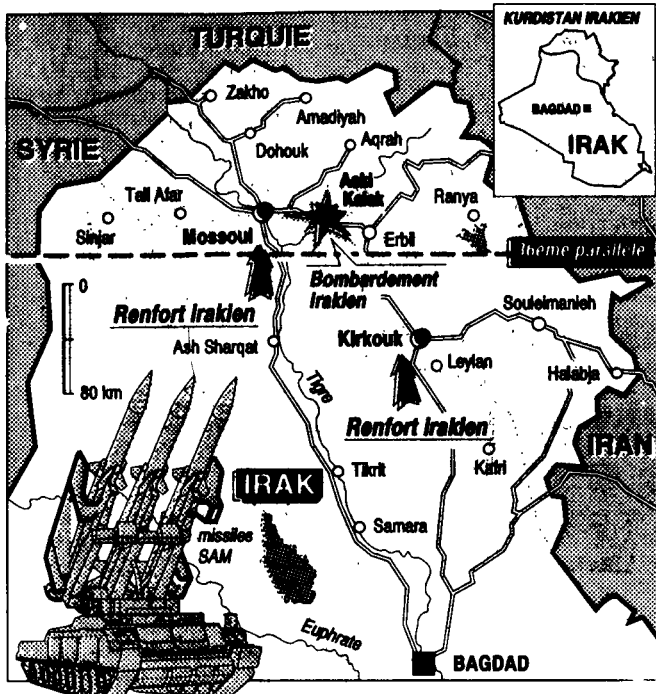 TURQUIE
KURDISTAN IRAKIEN
BAGDAD
IRAK
Zakho
Amadiyah
SYRIE
Dohouk
Aqrah
Aski
Kalak
Tall Afar
Ranya
Sinjar
Mossoul
Erbil
36ème parallèle
Bombardement
irakien
0
Renfort irakien
Souleimanieh
Ash Sharqat
Kirkouk
Leylan
Halabja
80 km
Tigre
Renfort irakien
IRAN
IRAK
Tikrit
Kifri
missiles
SAM
Samara
Euphrate
BAGDAD